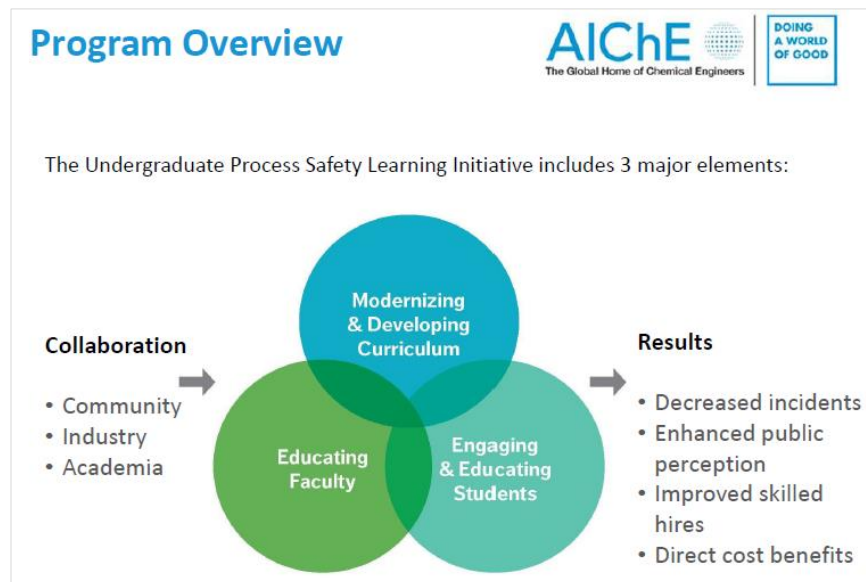 Program Overview
AIChE
The Global Home of Chemical Engineers
DOING
A WORLD
OF GOOD
The Undergraduate Process Safety Learning Initiative includes 3 major elements:
Collaboration
• Community
• Industry
• Academia
Modernizing
& Developing
Curriculum
Educating
Faculty
Engaging
& Educating
Students
Results
• Decreased incidents
• Enhanced public
perception
• Improved skilled
hires
• Direct cost benefits